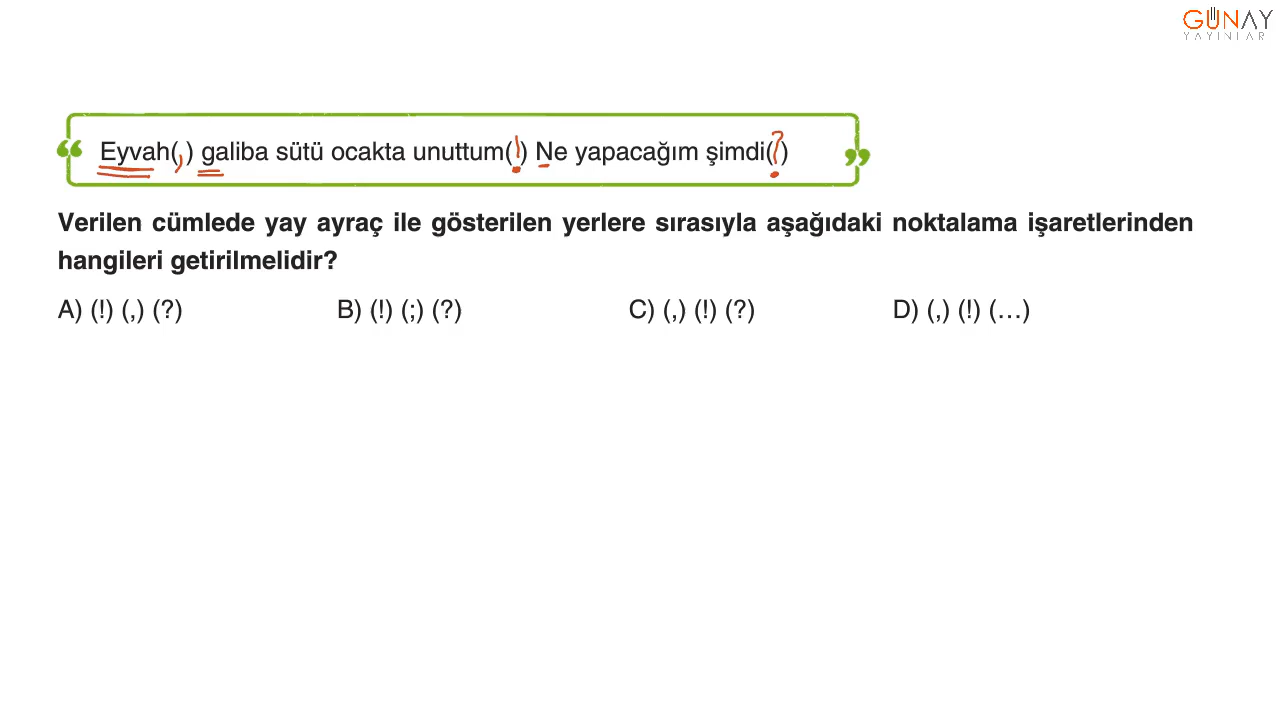 GÜNAY
YAYINLARI
“ Eyvah(,) galiba sütü ocakta unuttum(!) Ne yapacağım şimdi(?) ”
Verilen cümlede yay ayraç ile gösterilen yerlere sırasıyla aşağıdaki noktalama işaretlerinden
hangileri getirilmelidir?
A) (!) (,) (?) B) (!) (;) (?) C) (,) (!) (?) D) (,) (!) (…)